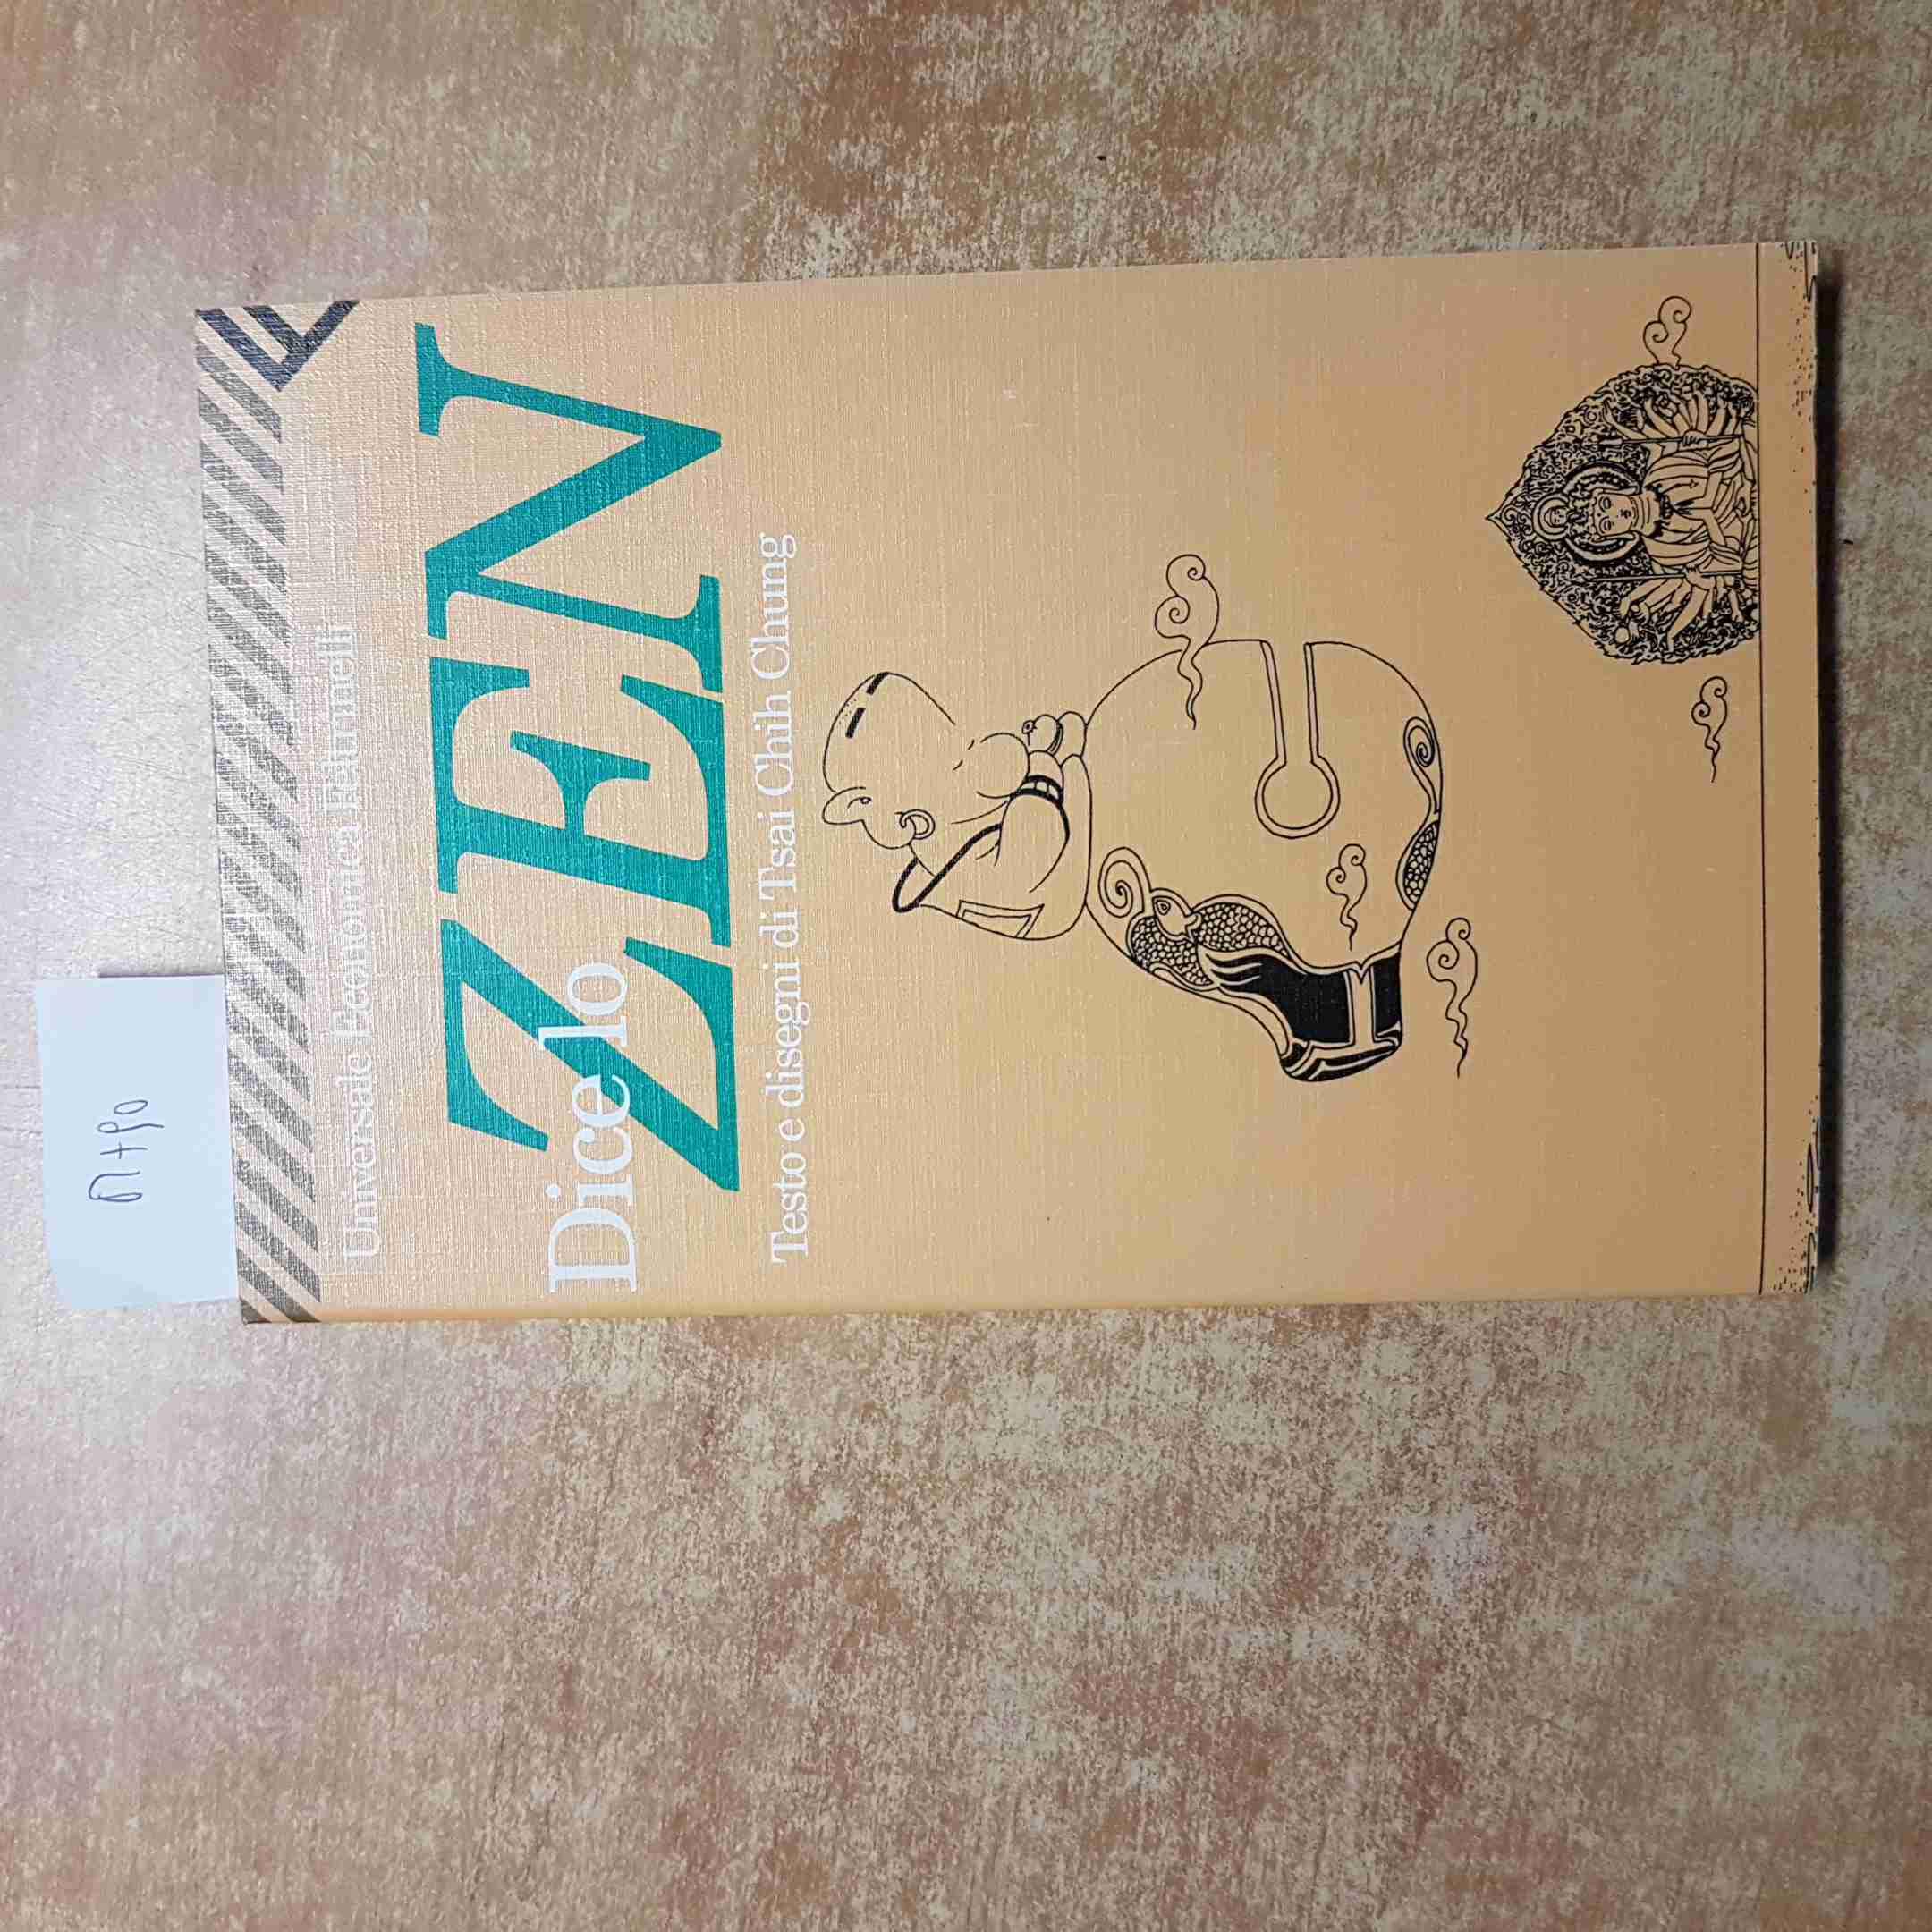 Universale Economica Feltrinelli
Dice lo
ZEN
Testo e disegni di Tsai Chih Chung